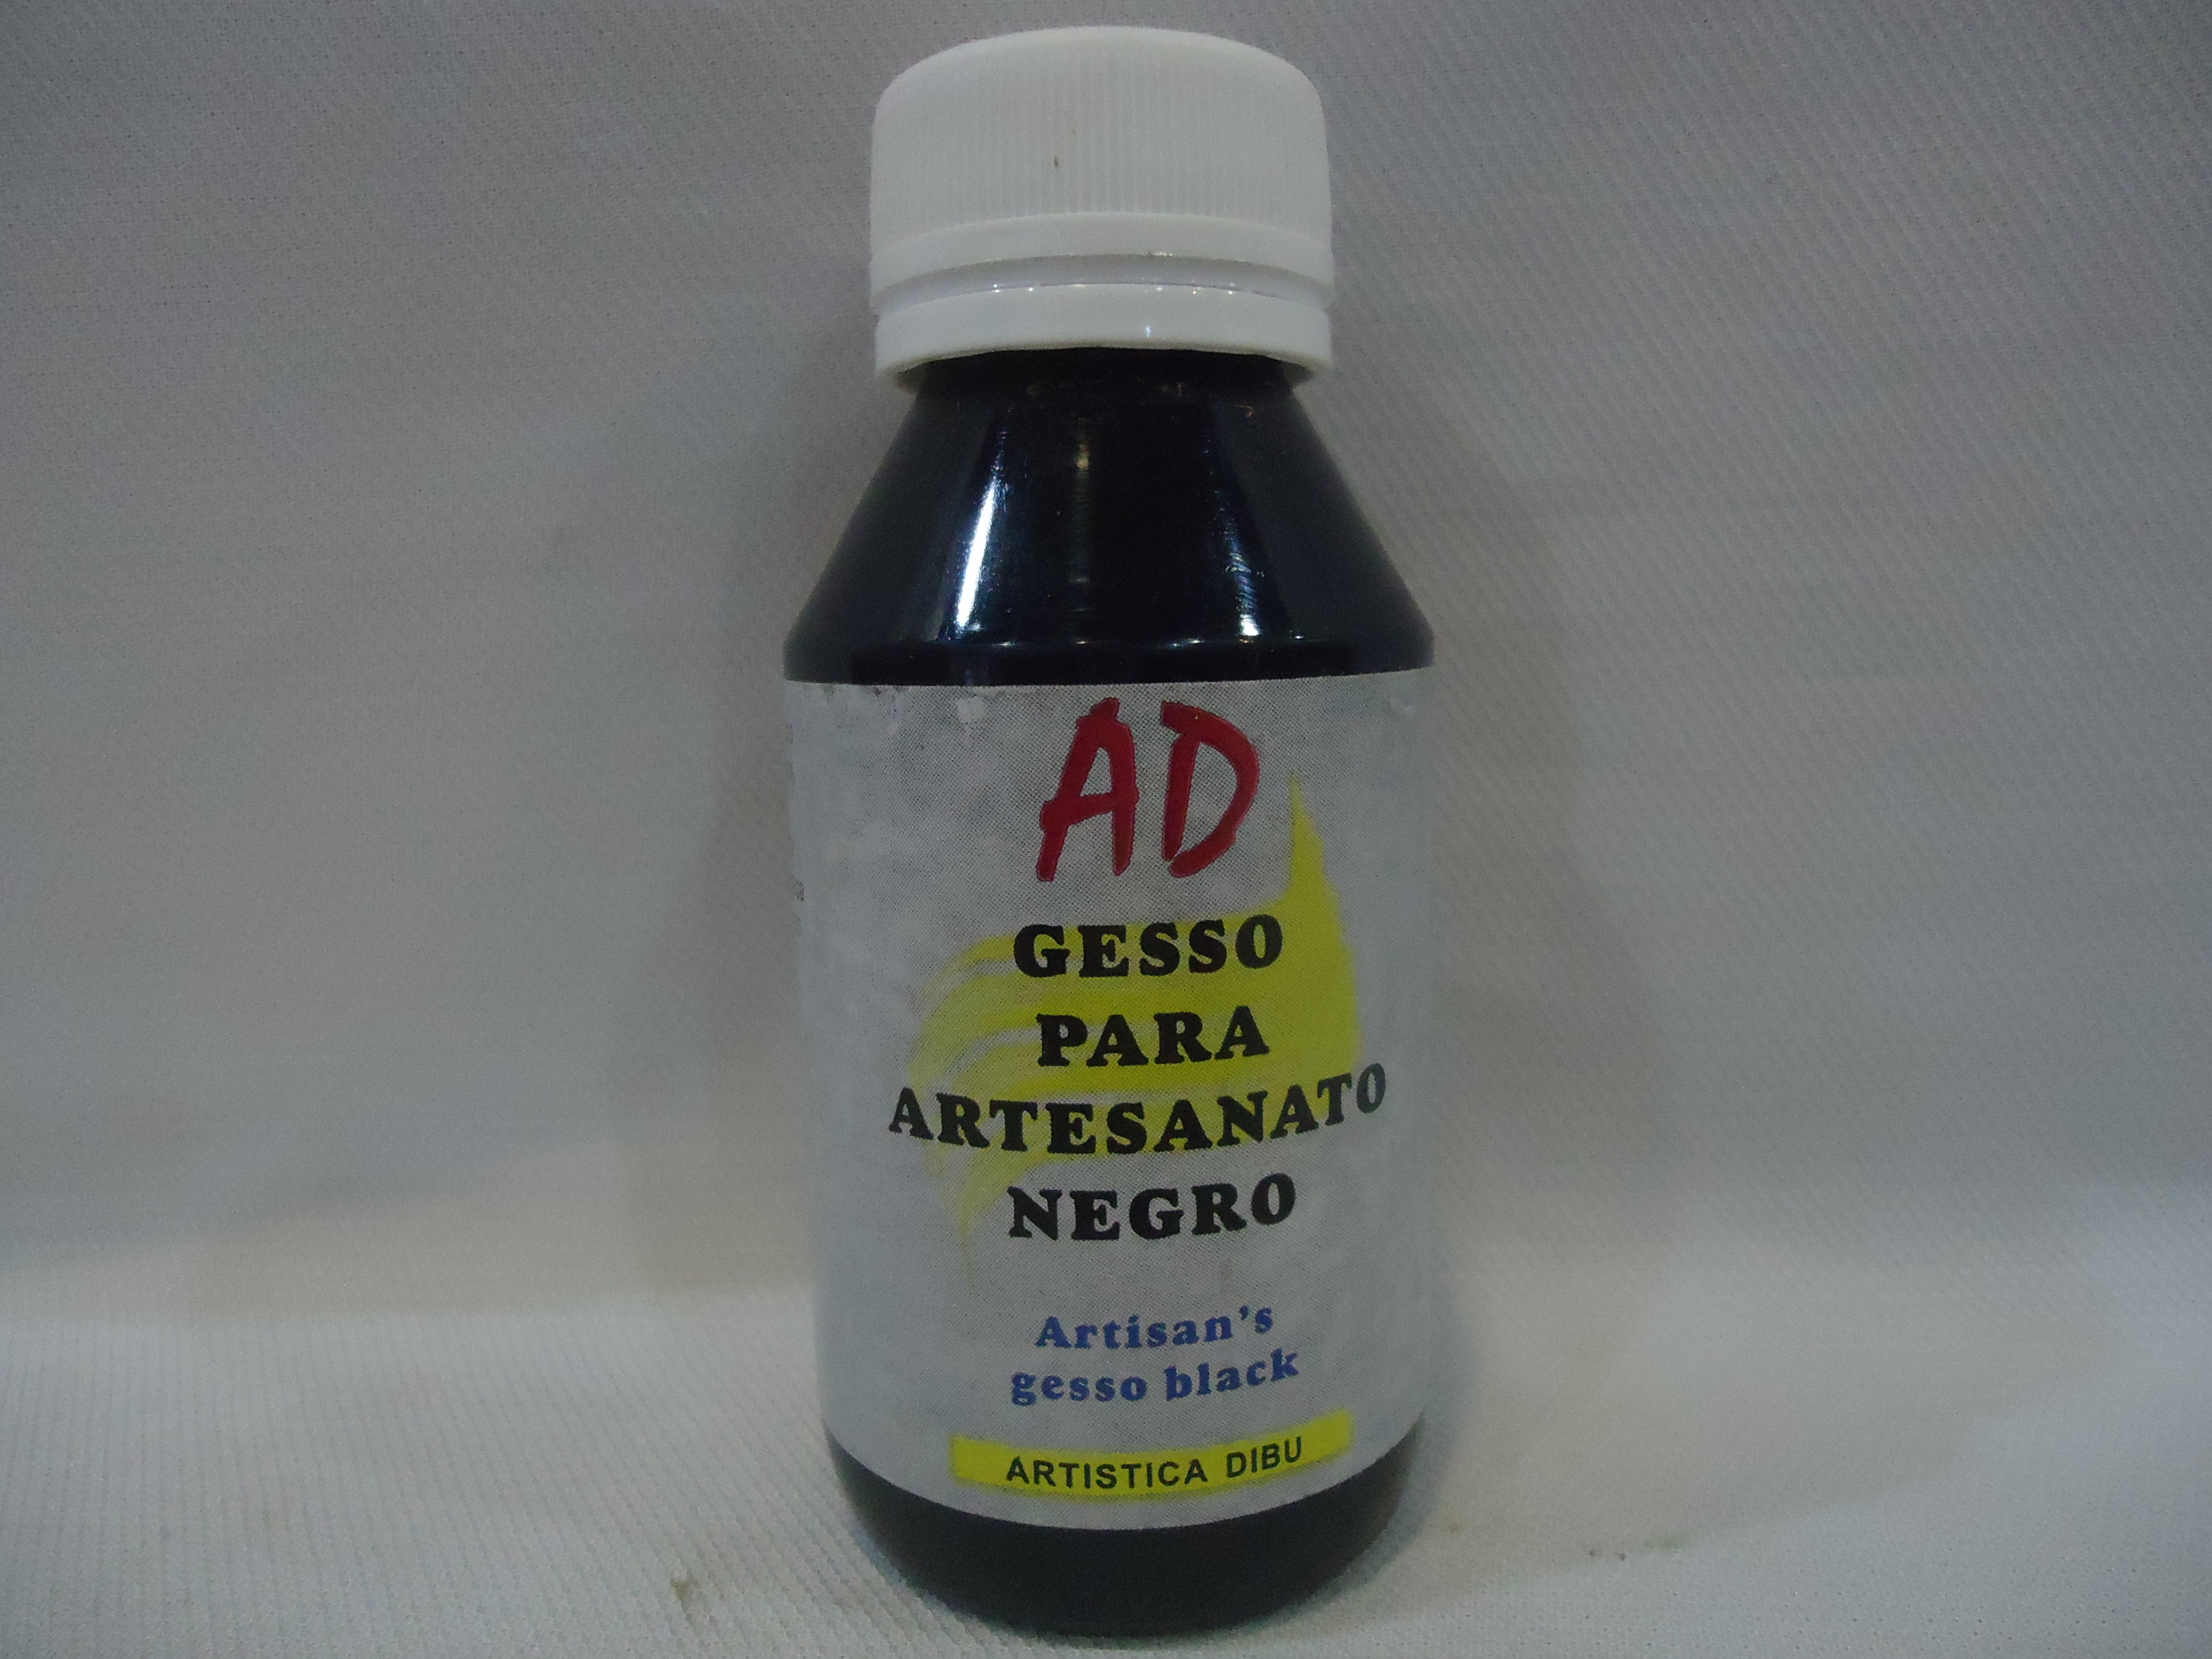 AD
GESSO
PARA
ARTESANATO
NEGRO
Artisan's
gesso black
ARTISTICA DIBU